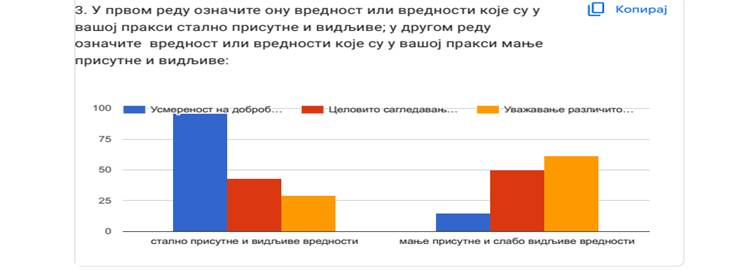 3. У првом реду означите ону вредност или вредности које су у
вашој пракси стално присутне и видљиве; у другом реду
означите вредност или вредности које су у вашој пракси мање
присутне и видљиве:
Копирај
Усмереност на доброб...
Целовито сагледавањ...
Уважавање различито...
100
75
50
25
0
стално присутне и видљиве вредности
мање присутне и слабо видљиве вредности